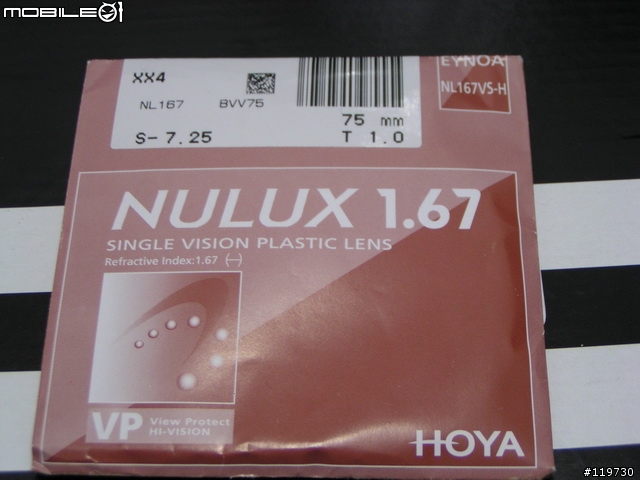 MOBILE01
EYNOA
NL167VS-H
XX4
NL167 BVV75
75 mm
S- 7.25 T 1.0
NULUX 1.67
SINGLE VISION PLASTIC LENS
Refractive Index:1.67 (—)
VP View Protect
HI-VISION
HOYA
#119730